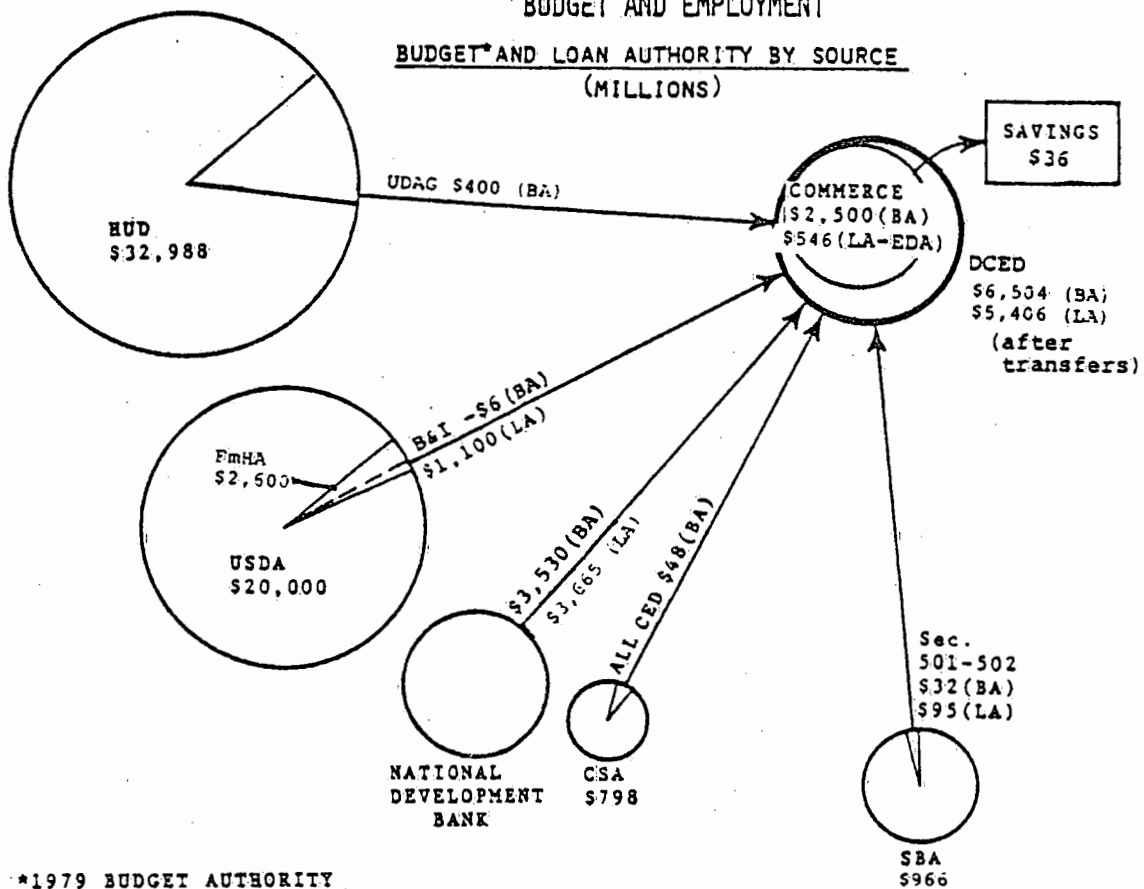 BUDGET AND EMPLOYMENT
BUDGET* AND LOAN AUTHORITY BY SOURCE
(MILLIONS)
SAVINGS
$36
UDAG $400 (BA)
COMMERCE
$2,500(BA)
$546(LA-EDA)
HUD
$32,988
DCED
$6,504 (BA)
$5,406 (LA)
(after
transfers)
B&I -$6(BA)
$1,100(LA)
FmHA
$2,600
USDA
$20,000
$3,530(BA)
$3,665 (LA)
ALL CED $48(BA)
Sec.
501-502
$32(BA)
$95(LA)
NATIONAL
DEVELOPMENT
BANK
CSA
$798
SBA
$966
*1979 BUDGET AUTHORITY